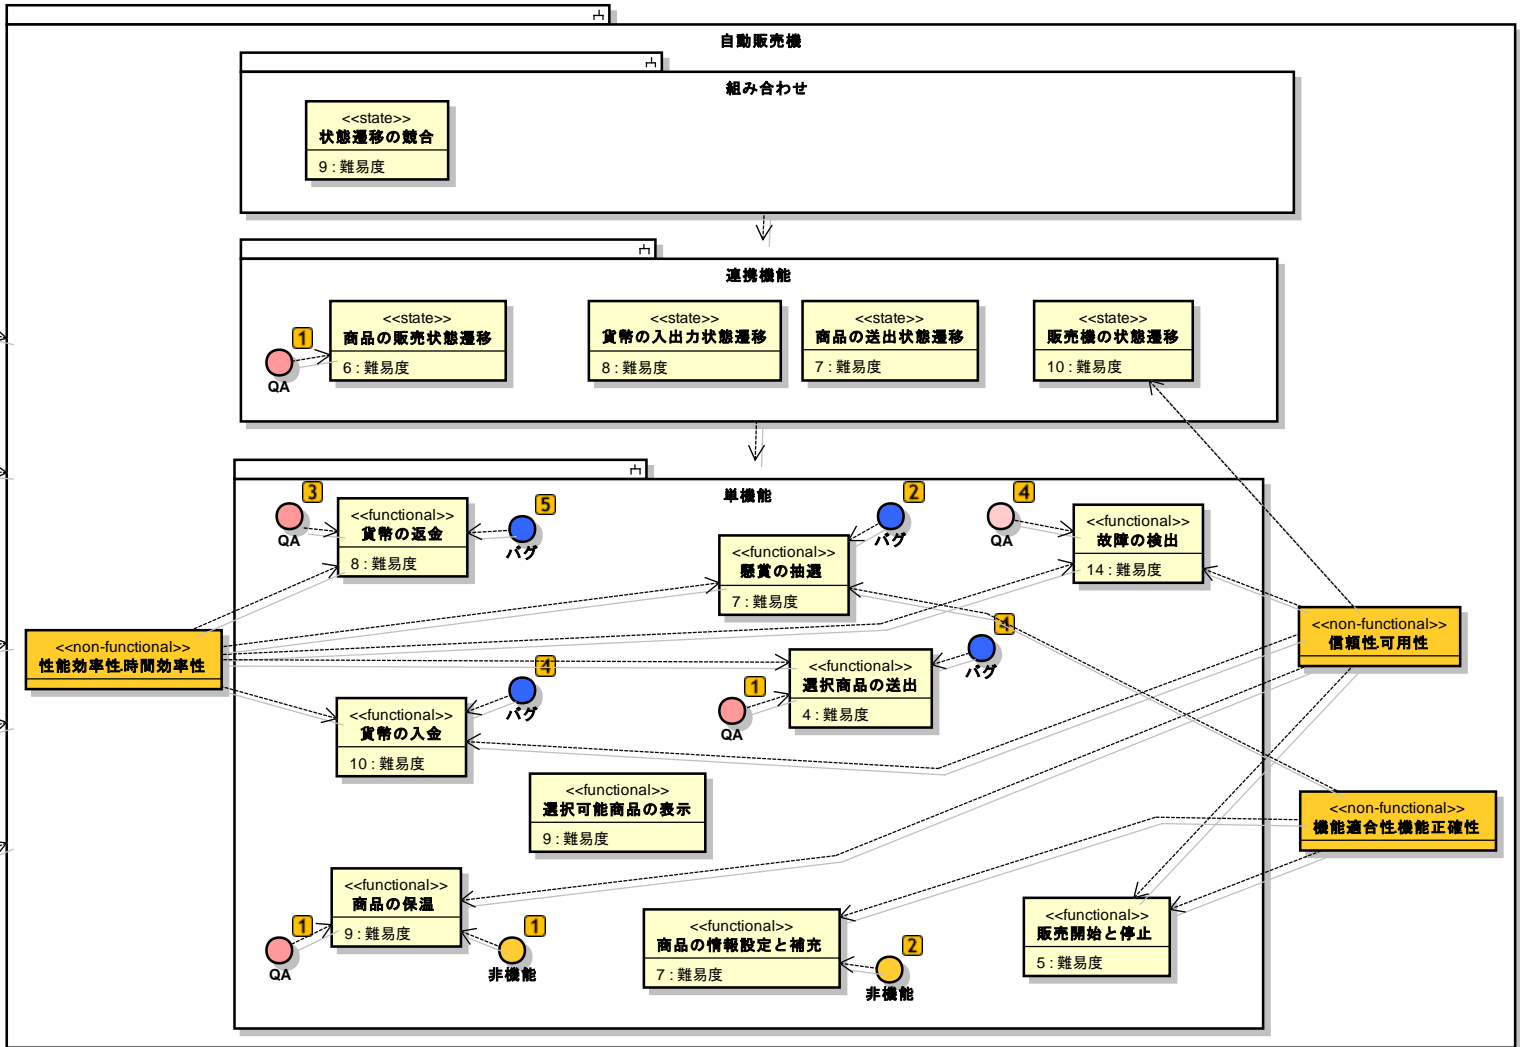 自動販売機
組み合わせ
<<state>>
状態遷移の競合
9 : 難易度
連携機能
<<state>>
商品の販売状態遷移
6 : 難易度
1
QA
<<state>>
貨幣の入出力状態遷移
8 : 難易度
<<state>>
商品の送出状態遷移
7 : 難易度
<<state>>
販売機の状態遷移
10 : 難易度
単機能
3
QA
<<functional>>
貨幣の返金
8 : 難易度
5
バグ
2
バグ
<<functional>>
懸賞の抽選
7 : 難易度
4
QA
<<functional>>
故障の検出
14 : 難易度
<<non-functional>>
性能効率性.時間効率性
<<non-functional>>
信頼性.可用性
4
バグ
<<functional>>
貨幣の入金
10 : 難易度
4
バグ
1
QA
<<functional>>
選択商品の送出
4 : 難易度
<<functional>>
選択可能商品の表示
9 : 難易度
<<non-functional>>
機能適合性.機能正確性
1
QA
<<functional>>
商品の保温
9 : 難易度
1
非機能
<<functional>>
商品の情報設定と補充
7 : 難易度
2
非機能
<<functional>>
販売開始と停止
5 : 難易度